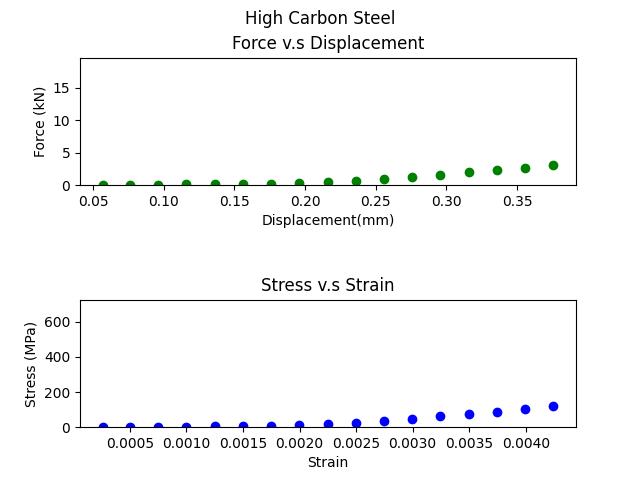 High Carbon Steel
Force v.s Displacement
15
10
5
0
Force (kN)
0.05 0.10 0.15 0.20 0.25 0.30 0.35
Displacement(mm)
Stress v.s Strain
600
400
200
0
Stress (MPa)
0.0005 0.0010 0.0015 0.0020 0.0025 0.0030 0.0035 0.0040
Strain